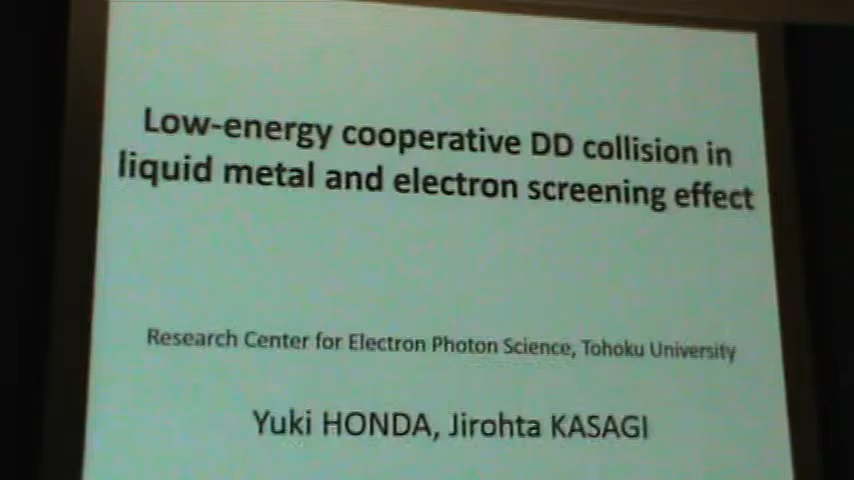 Low-energy cooperative DD collision in
liquid metal and electron screening effect
Research Center for Electron Photon Science, Tohoku University
Yuki HONDA, Jirohta KASAGI